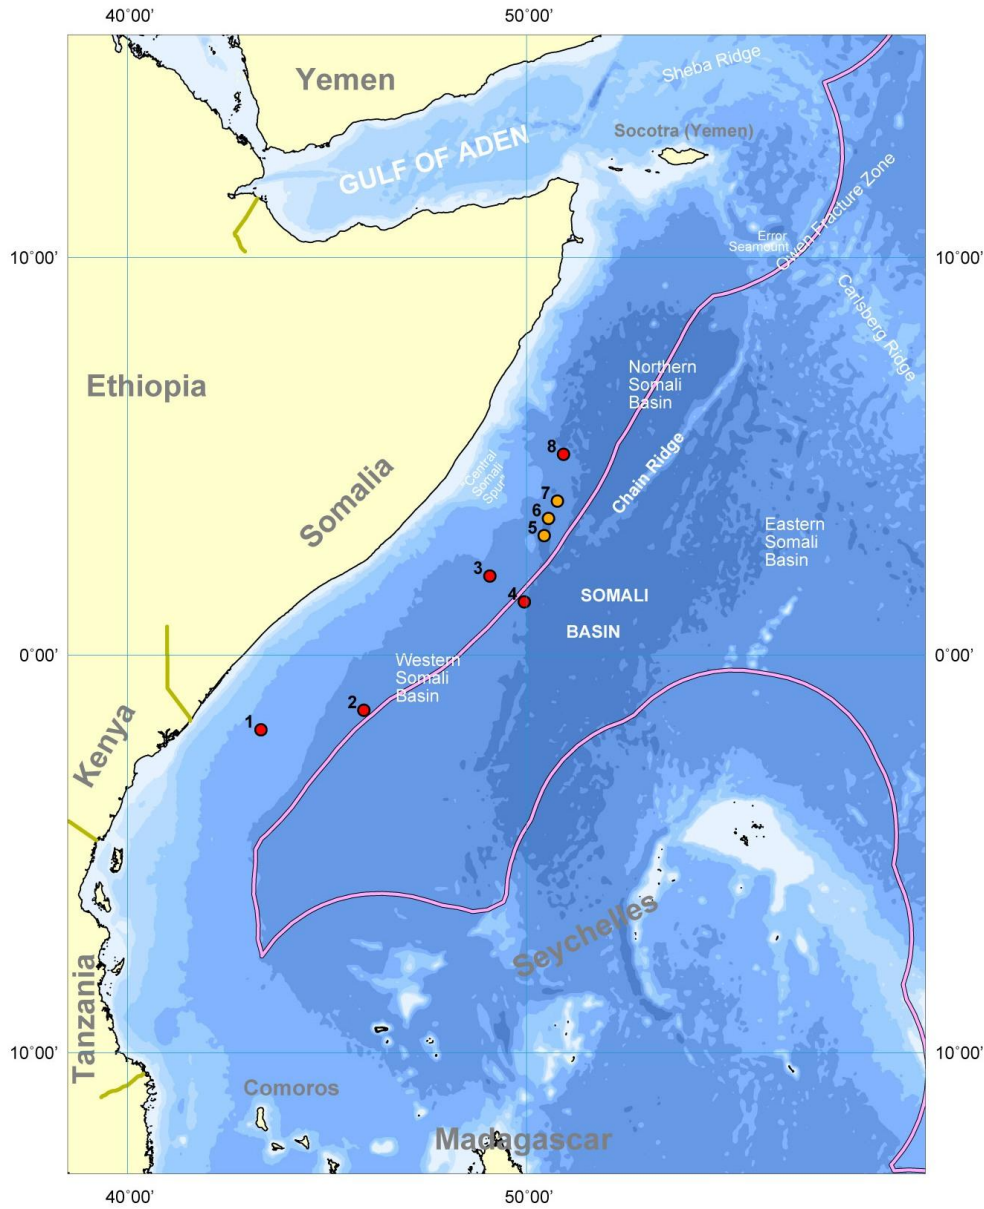 40°00' 50°00'
Yemen
Sheba Ridge
Socotra (Yemen)
GULF OF ADEN
Owen Fracture Zone
Error
Seamount
10°00' 10°00'
Carlsberg Ridge
Ethiopia
Northern
Somali
Basin
8
Chain Ridge
"Central
Somali
Spur"
Somalia
7
6
5
Eastern
Somali
Basin
3
4
SOMALI
BASIN
0°00' 0°00'
Western
Somali
Basin
2
1
Kenya
Seychelles
Tanzania
10°00' 10°00'
Comoros
Madagascar
40°00' 50°00'